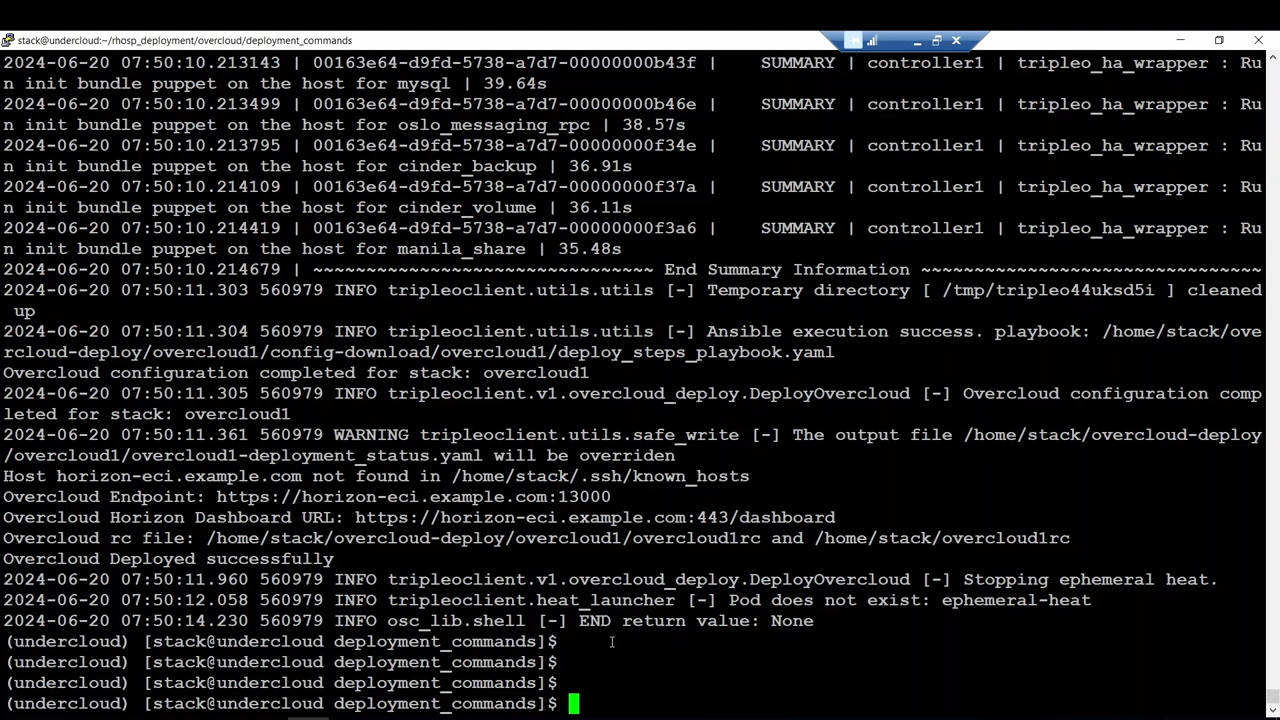 stack@undercloud:~/rhosp_deployment/overcloud/deployment_commands
2024-06-20 07:50:10.213143 | 00163e64-d9fd-5738-a7d7-00000000b43f |    SUMMARY | controller1 | tripleo_ha_wrapper : Ru
n init bundle puppet on the host for mysql | 39.64s
2024-06-20 07:50:10.213499 | 00163e64-d9fd-5738-a7d7-00000000b46e |    SUMMARY | controller1 | tripleo_ha_wrapper : Ru
n init bundle puppet on the host for oslo_messaging_rpc | 38.57s
2024-06-20 07:50:10.213795 | 00163e64-d9fd-5738-a7d7-00000000f34e |    SUMMARY | controller1 | tripleo_ha_wrapper : Ru
n init bundle puppet on the host for cinder_backup | 36.91s
2024-06-20 07:50:10.214109 | 00163e64-d9fd-5738-a7d7-00000000f37a |    SUMMARY | controller1 | tripleo_ha_wrapper : Ru
n init bundle puppet on the host for cinder_volume | 36.11s
2024-06-20 07:50:10.214419 | 00163e64-d9fd-5738-a7d7-00000000f3a6 |    SUMMARY | controller1 | tripleo_ha_wrapper : Ru
n init bundle puppet on the host for manila_share | 35.48s
2024-06-20 07:50:10.214679 | ~~~~~~~~~~~~~~~~~~~~~~~~~~~~~~~~ End Summary Information ~~~~~~~~~~~~~~~~~~~~~~~~~~~~~~~~
2024-06-20 07:50:11.303 560979 INFO tripleo.utils.utils [-] Temporary directory [ /tmp/tripleo44uksd5i ] cleaned
 up
2024-06-20 07:50:11.304 560979 INFO tripleoclient.utils.utils [-] Ansible execution success. playbook: /home/stack/ove
rcloud-deploy/overcloud1/config-download/overcloud1/deploy_steps_playbook.yaml
Overcloud configuration completed for stack: overcloud1
2024-06-20 07:50:11.305 560979 INFO tripleoclient.v1.overcloud_deploy.DeployOvercloud [-] Overcloud configuration comp
leted for stack: overcloud1
2024-06-20 07:50:11.361 560979 WARNING tripleoclient.utils.safe_write [-] The output file /home/stack/overcloud-deploy
/overcloud1/overcloud1-deployment_status.yaml will be overriden
Host horizon-eci.example.com not found in /home/stack/.ssh/known_hosts
Overcloud Endpoint: https://horizon-eci.example.com:13000
Overcloud Horizon Dashboard URL: https://horizon-eci.example.com:443/dashboard
Overcloud rc file: /home/stack/overcloud-deploy/overcloud1/overcloud1rc and /home/stack/overcloud1rc
Overcloud Deployed successfully
2024-06-20 07:50:11.960 560979 INFO tripleoclient.v1.overcloud_deploy.DeployOvercloud [-] Stopping ephemeral heat.
2024-06-20 07:50:12.058 560979 INFO tripleoclient.heat_launcher [-] Pod does not exist: ephemeral-heat
2024-06-20 07:50:14.230 560979 INFO osc_lib.shell [-] END return value: None
(undercloud) [stack@undercloud deployment_commands]$
(undercloud) [stack@undercloud deployment_commands]$
(undercloud) [stack@undercloud deployment_commands]$
(undercloud) [stack@undercloud deployment_commands]$